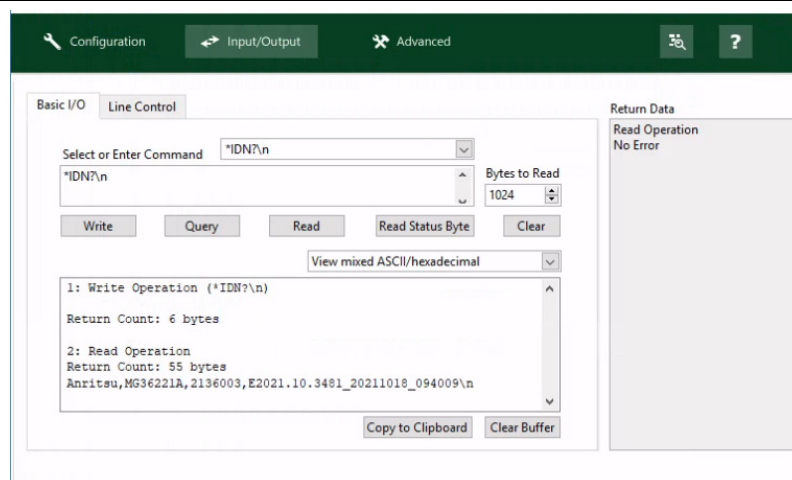 Configuration
Input/Output
Advanced
?
Basic I/O
Line Control
Select or Enter Command
*IDN?\n
*IDN?\n
Bytes to Read
1024
Write
Query
Read
Read Status Byte
Clear
View mixed ASCII/hexadecimal
1: Write Operation (*IDN?\n)
Return Count: 6 bytes
2: Read Operation
Return Count: 55 bytes
Anritsu,MG36221A,2136003,E2021.10.3481_20211018_094009\n
Copy to Clipboard
Clear Buffer
Return Data
Read Operation
No Error